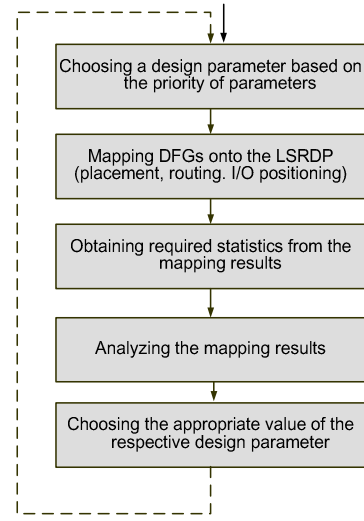 Choosing a design parameter based on
the priority of parameters
Mapping DFGs onto the LSRDP
(placement, routing. I/O positioning)
Obtaining required statistics from the
mapping results
Analyzing the mapping results
Choosing the appropriate value of the
respective design parameter